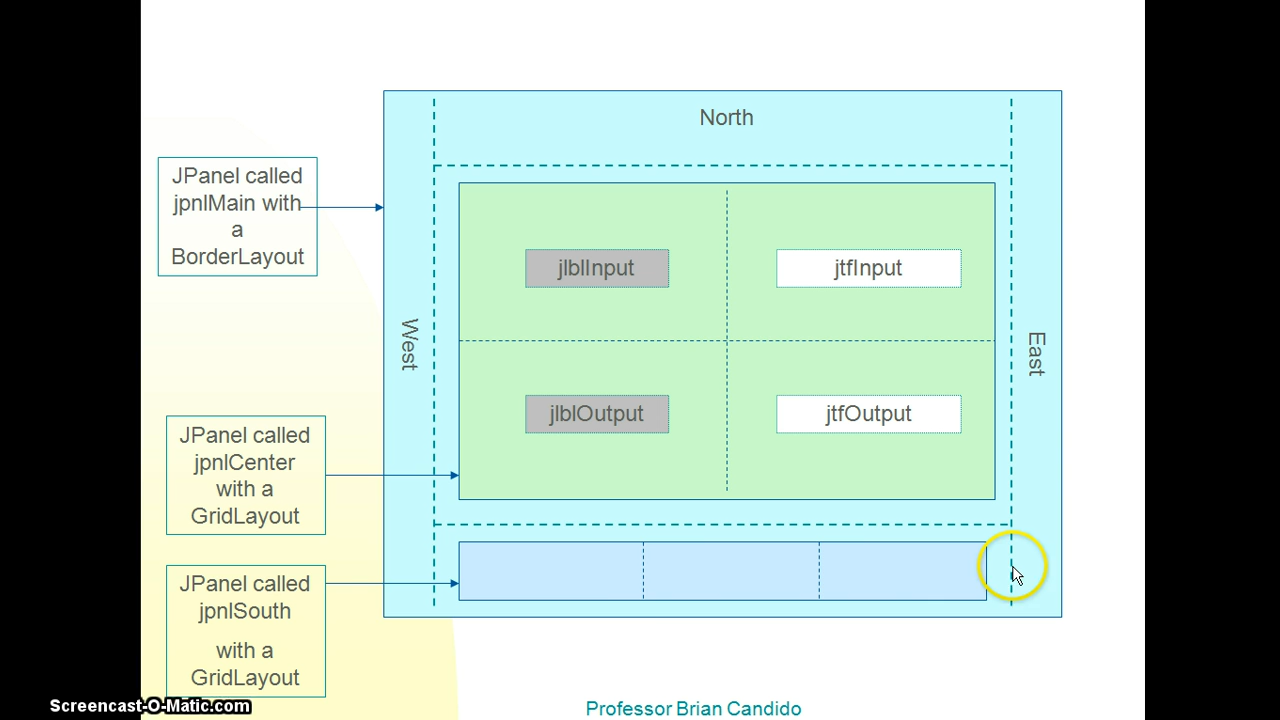 North
JPanel called
jpnlMain with
a
BorderLayout
jlblInput
jtfInput
West
East
jlblOutput
jtfOutput
JPanel called
jpnlCenter
with a
GridLayout
JPanel called
jpnlSouth
with a
GridLayout
Screencast-O-Matic.com
Professor Brian Candido